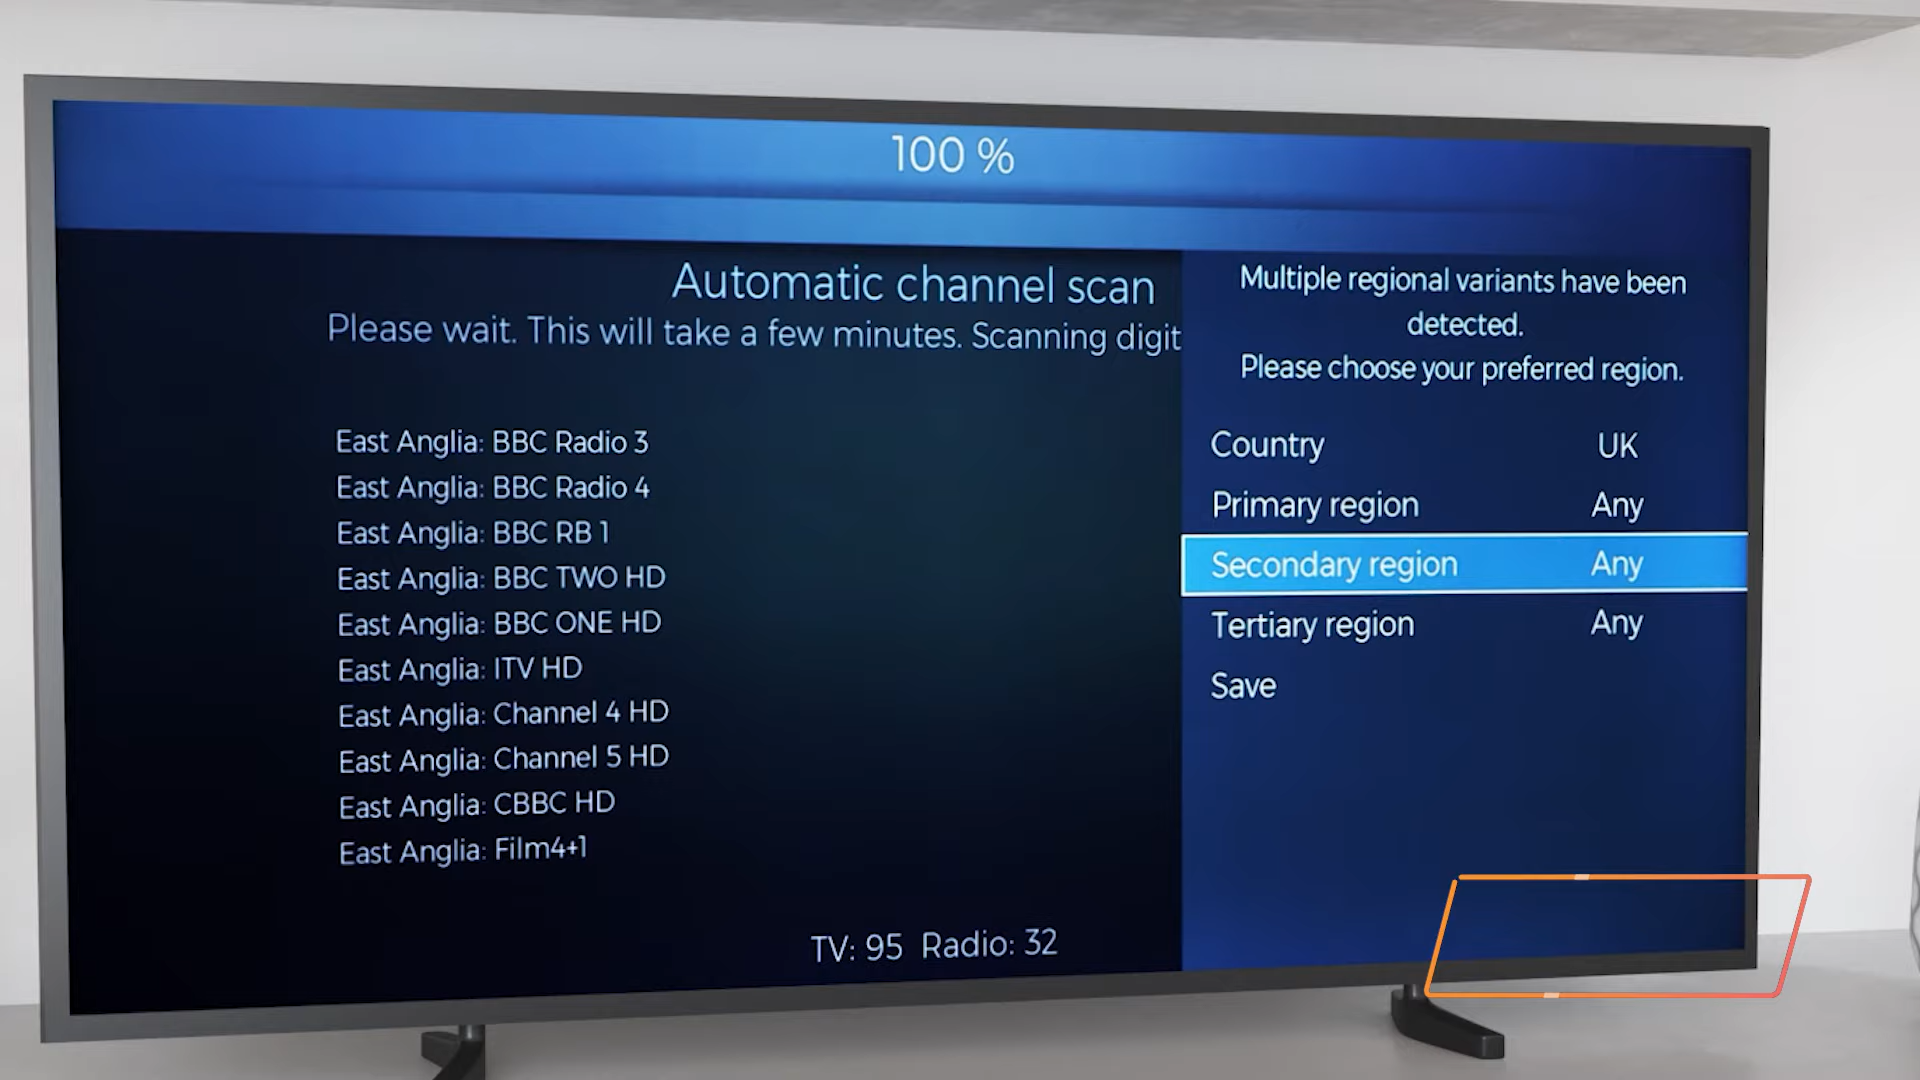 100 %
Automatic channel scan
Please wait. This will take a few minutes. Scanning digit
East Anglia: BBC Radio 3
East Anglia: BBC Radio 4
East Anglia: BBC RB 1
East Anglia: BBC TWO HD
East Anglia: BBC ONE HD
East Anglia: ITV HD
East Anglia: Channel 4 HD
East Anglia: Channel 5 HD
East Anglia: CBBC HD
East Anglia: Film4+1
TV: 95 Radio: 32
Multiple regional variants have been
detected.
Please choose your preferred region.
Country UK
Primary region Any
Secondary region Any
Tertiary region Any
Save